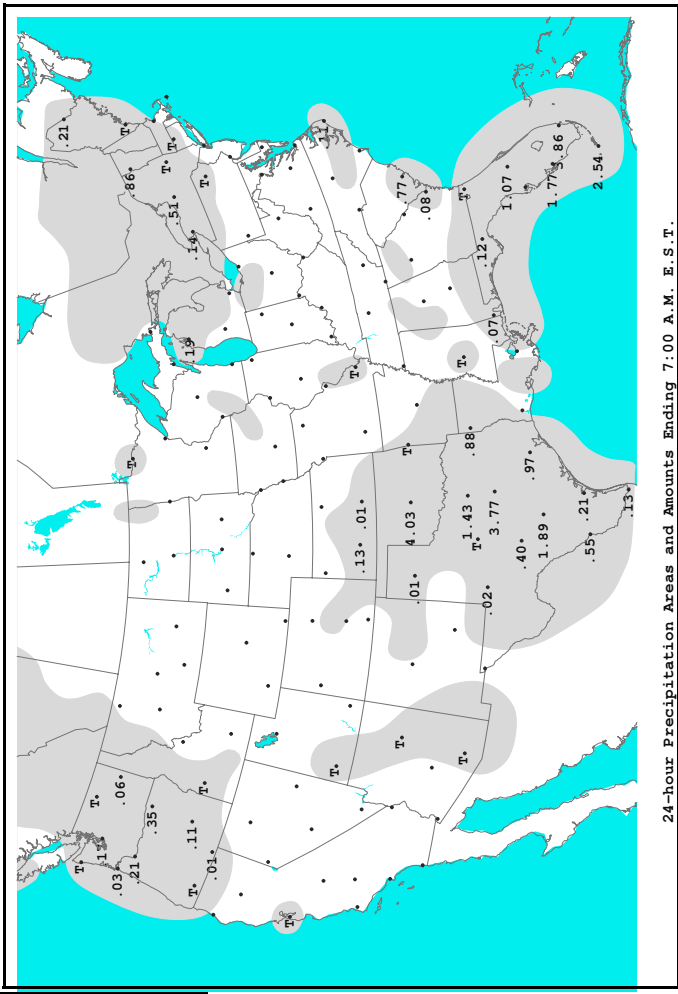 .21
T
T
.03
.06
T
.86
T
.21
.35
T
T
.51
.19
.11
.14
T
T
T
.01
T
.11
T
T
.13
.01
T
.77
T
4.03
.01
.08
T
T
T
1.43
.88
T
.12
.02
.07
3.77
1.07
.40
.97
1.89
1.77
3.86
.21
.55
2.54
.13
24-hour Precipitation Areas and Amounts Ending 7:00 A.M. E.S.T.